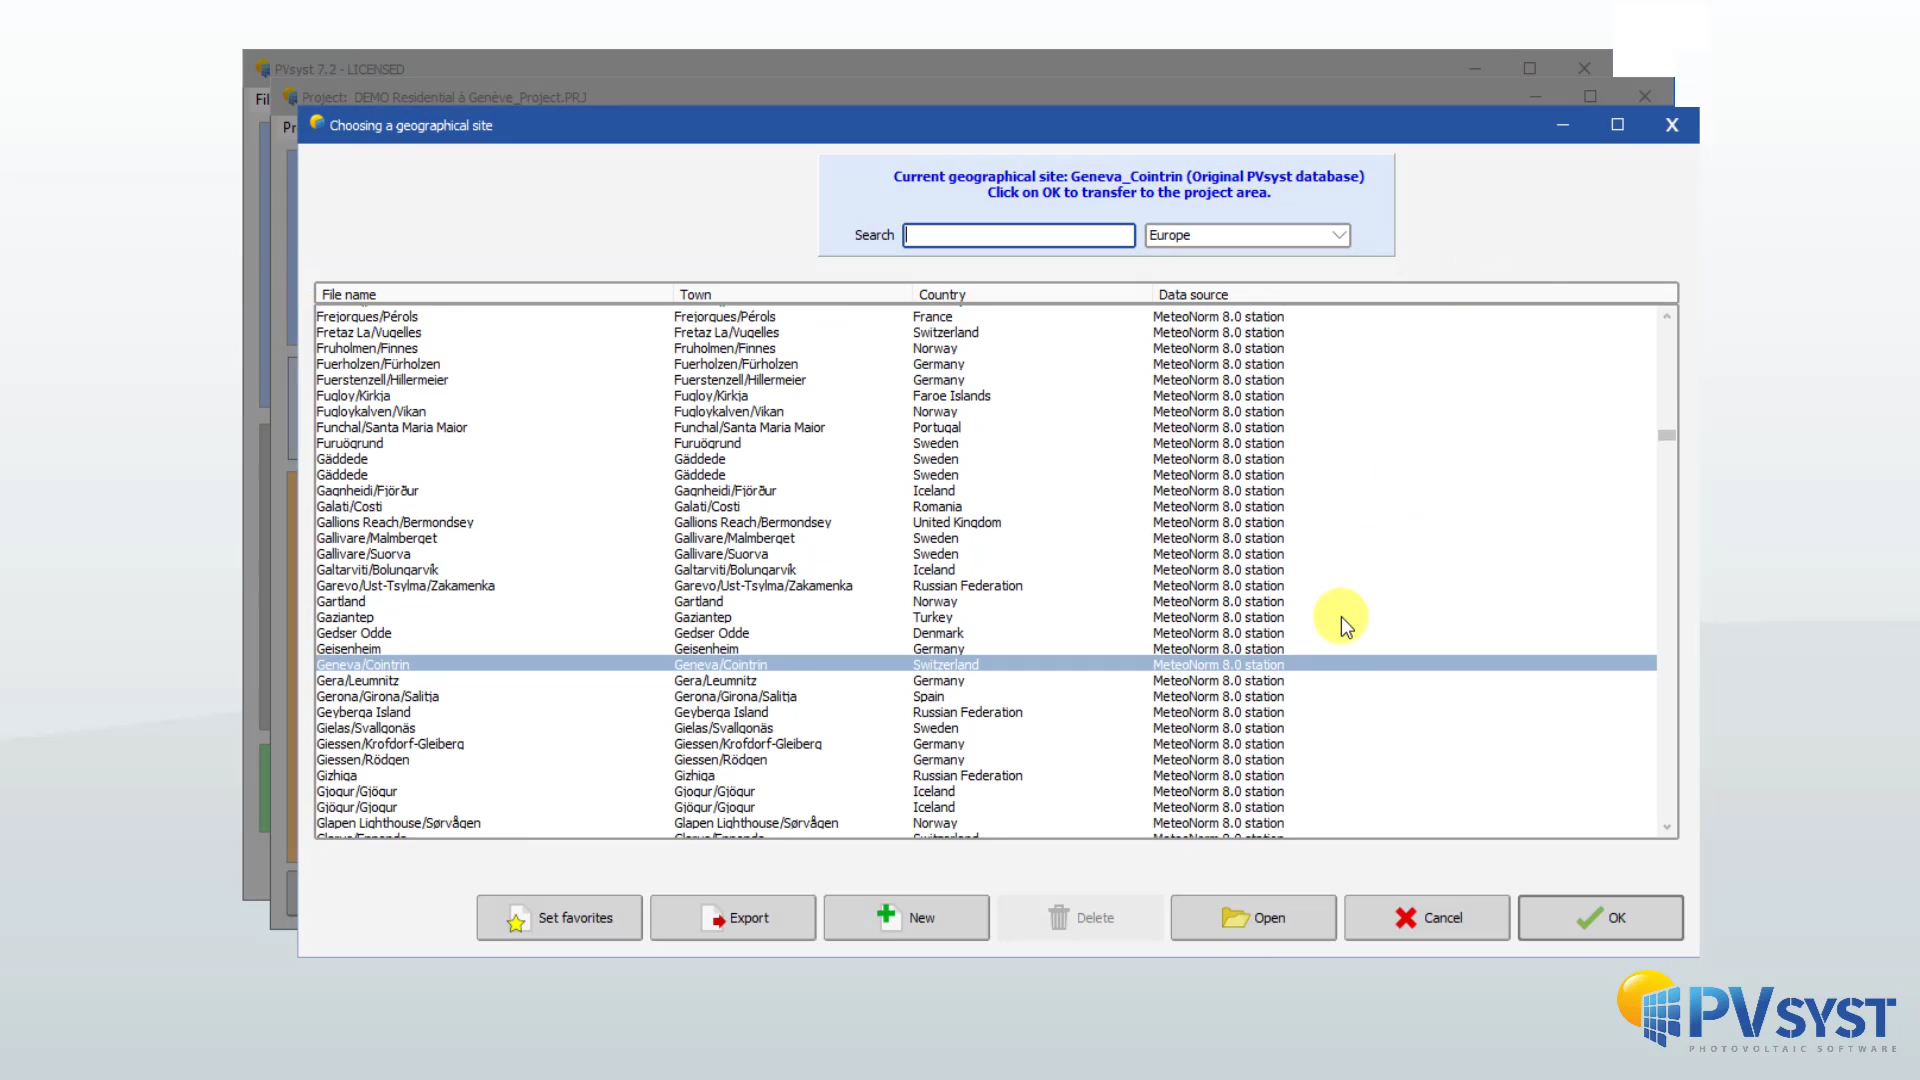 PVsyst 7.2 - LICENSED
Fil
Project: DEMO Residential à Genève_Project.PRJ
Pr
Choosing a geographical site
Current geographical site: Geneva_Cointrin (Original PVsyst database)
Click on OK to transfer to the project area.
Search Europe
File name Town Country Data source
Frejorgues/Pérols Frejorgues/Pérols France MeteoNorm 8.0 station
Fretaz La/Vugelles Fretaz La/Vugelles Switzerland MeteoNorm 8.0 station
Fruholmen/Finnes Fruholmen/Finnes Norway MeteoNorm 8.0 station
Fuerholzen/Fürholzen Fuerholzen/Fürholzen Germany MeteoNorm 8.0 station
Fuerstenzell/Hillermeier Fuerstenzell/Hillermeier Germany MeteoNorm 8.0 station
Fugloy/Kirkja Fugloy/Kirkja Faroe Islands MeteoNorm 8.0 station
Fugloykalven/Vikan Fugloykalven/Vikan Norway MeteoNorm 8.0 station
Funchal/Santa Maria Maior Funchal/Santa Maria Maior Portugal MeteoNorm 8.0 station
Furuögrund Furuögrund Sweden MeteoNorm 8.0 station
Gäddede Gäddede Sweden MeteoNorm 8.0 station
Gäddede Gäddede Sweden MeteoNorm 8.0 station
Gagnheidi/Fjörður Gagnheidi/Fjörður Iceland MeteoNorm 8.0 station
Galati/Costi Galati/Costi Romania MeteoNorm 8.0 station
Gallions Reach/Bermondsey Gallions Reach/Bermondsey United Kingdom MeteoNorm 8.0 station
Gallivare/Malmberget Gallivare/Malmberget Sweden MeteoNorm 8.0 station
Gallivare/Suorva Gallivare/Suorva Sweden MeteoNorm 8.0 station
Galtarviti/Bolungarvík Galtarviti/Bolungarvík Iceland MeteoNorm 8.0 station
Garevo/Ust-Tsylma/Zakamenka Garevo/Ust-Tsylma/Zakamenka Russian Federation MeteoNorm 8.0 station
Gartland Gartland Norway MeteoNorm 8.0 station
Gaziantep Gaziantep Turkey MeteoNorm 8.0 station
Gedser Odde Gedser Odde Denmark MeteoNorm 8.0 station
Geisenheim Geisenheim Germany MeteoNorm 8.0 station
Geneva/Cointrin Geneva/Cointrin Switzerland MeteoNorm 8.0 station
Gera/Leumnitz Gera/Leumnitz Germany MeteoNorm 8.0 station
Gerona/Girona/Salitja Gerona/Girona/Salitja Spain MeteoNorm 8.0 station
Geyberga Island Geyberga Island Russian Federation MeteoNorm 8.0 station
Gielas/Svallgonäs Gielas/Svallgonäs Sweden MeteoNorm 8.0 station
Giessen/Krofdorf-Gleiberg Giessen/Krofdorf-Gleiberg Germany MeteoNorm 8.0 station
Giessen/Rödgen Giessen/Rödgen Germany MeteoNorm 8.0 station
Gizhiga Gizhiga Russian Federation MeteoNorm 8.0 station
Gjogur/Gjögur Gjogur/Gjögur Iceland MeteoNorm 8.0 station
Gjögur/Gjogur Gjögur/Gjogur Iceland MeteoNorm 8.0 station
Glapen Lighthouse/Sørvågen Glapen Lighthouse/Sørvågen Norway MeteoNorm 8.0 station
Set favorites Export New Delete Open Cancel OK
PVSYST
PHOTOVOLTAIC SOFTWARE